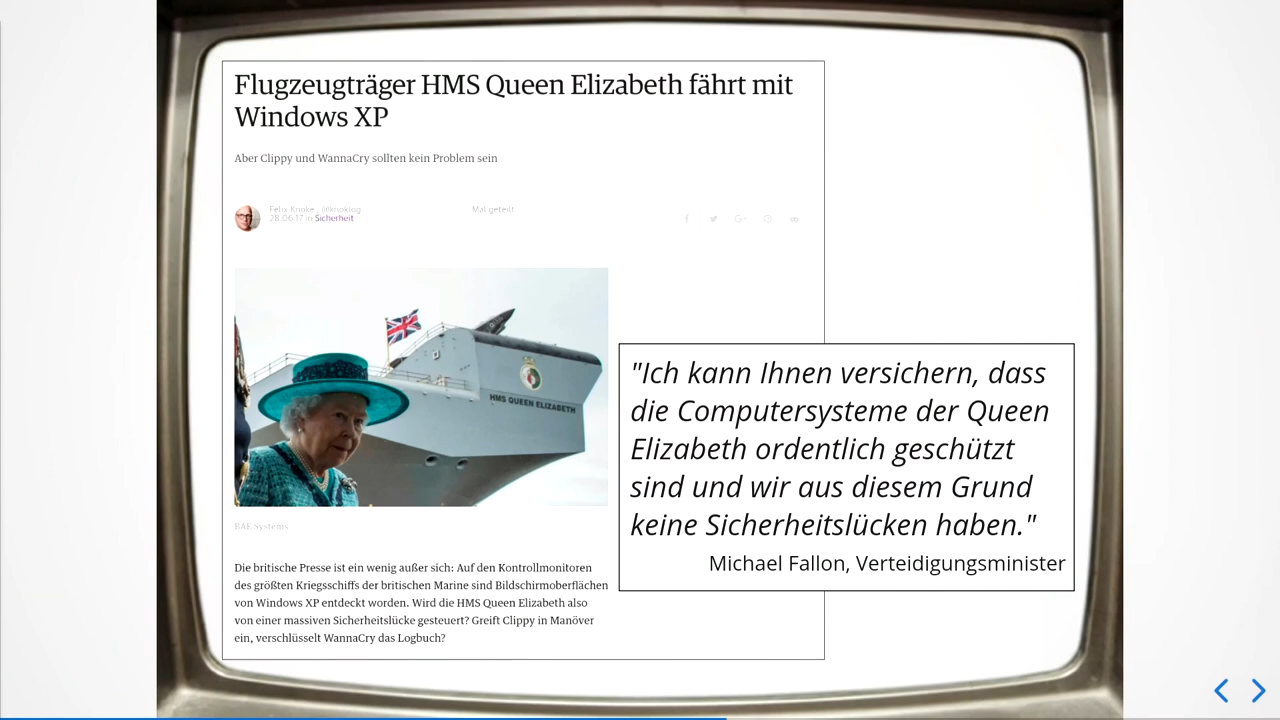 Flugzeugträger HMS Queen Elizabeth fährt mit
Windows XP
Aber Clippy und WannaCry sollten kein Problem sein
Felix Knoke, @knoklog
28.06.17 in Sicherheit
Mal geteilt
HMS QUEEN ELIZABETH
BAE Systems
Die britische Presse ist ein wenig außer sich: Auf den Kontrollmonitoren
des größten Kriegsschiffs der britischen Marine sind Bildschirmoberflächen
von Windows XP entdeckt worden. Wird die HMS Queen Elizabeth also
von einer massiven Sicherheitslücke gesteuert? Greift Clippy in Manöver
ein, verschlüsselt WannaCry das Logbuch?
"Ich kann Ihnen versichern, dass
die Computersysteme der Queen
Elizabeth ordentlich geschützt
sind und wir aus diesem Grund
keine Sicherheitslücken haben."
Michael Fallon, Verteidigungsminister